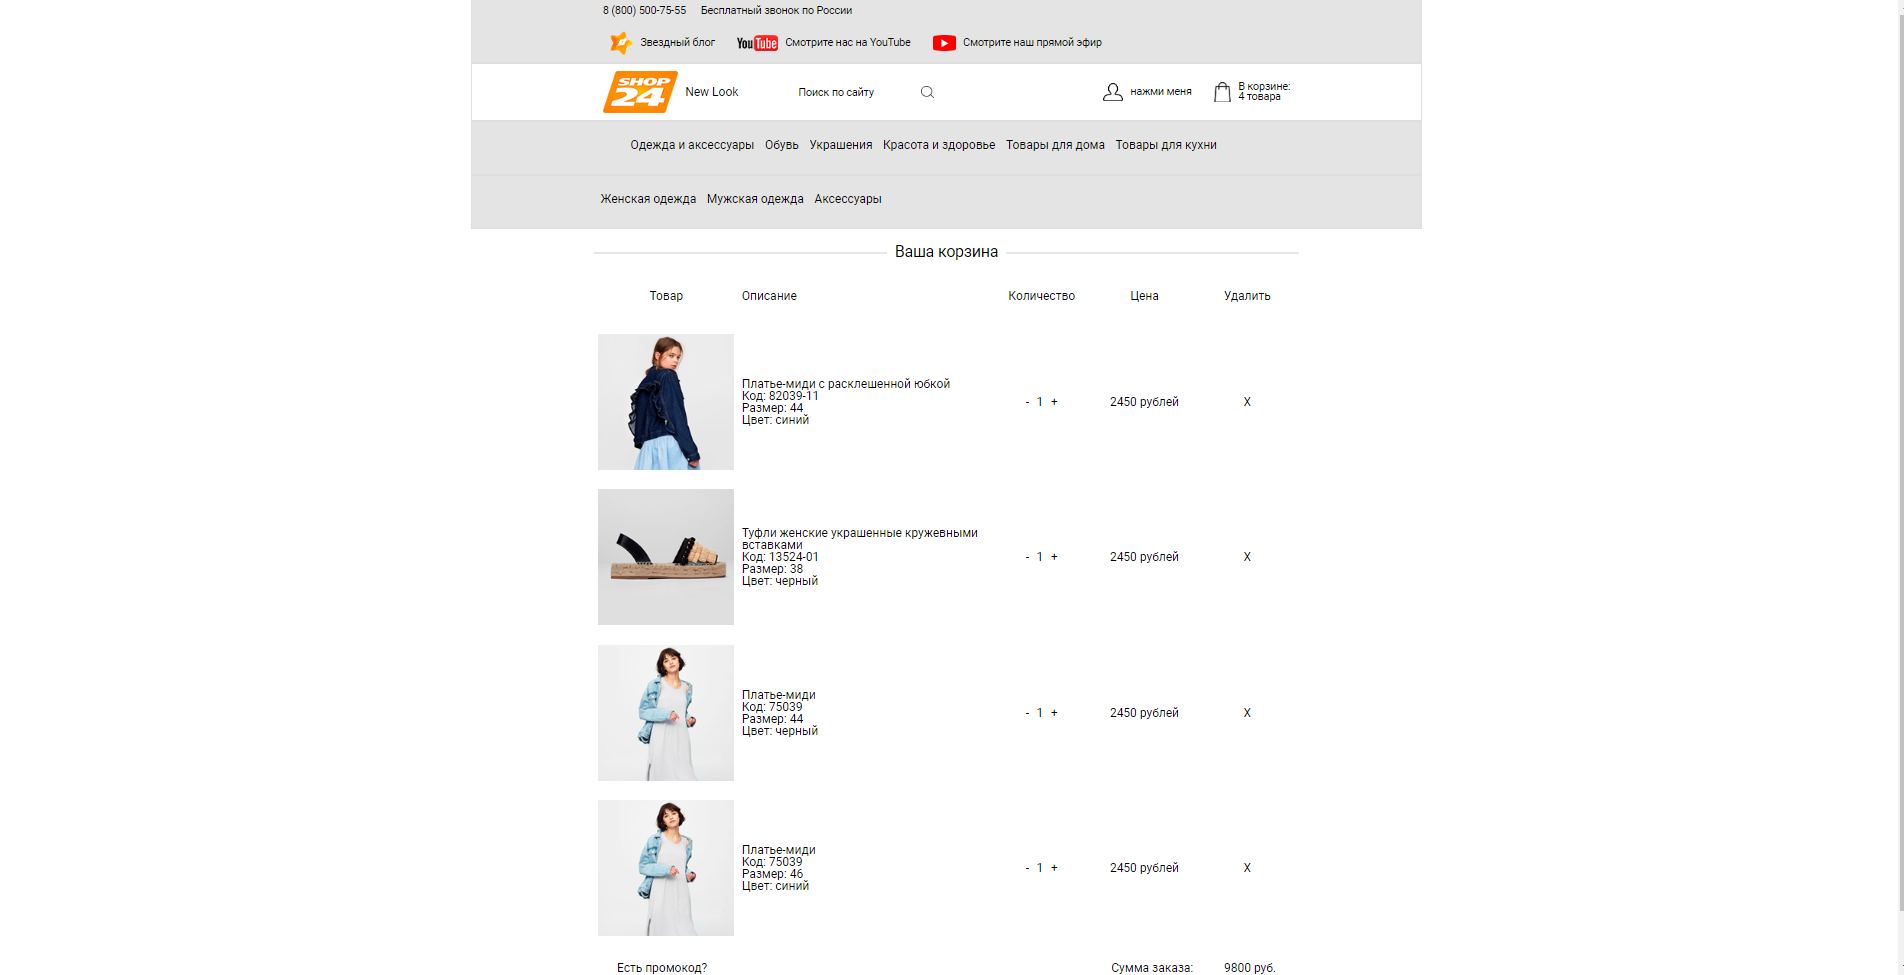 8 (800) 500-75-55 Бесплатный звонок по России
Звездный блог YouTube Смотрите нас на YouTube Смотрите наш прямой эфир
SHOP
24
New Look Поиск по сайту нажми меня В корзине:
4 товара
Одежда и аксессуары Обувь Украшения Красота и здоровье Товары для дома Товары для кухни
Женская одежда Мужская одежда Аксессуары
Ваша корзина
Товар Описание Количество Цена Удалить
Платье-миди с расклешенной юбкой
Код: 82039-11
Размер: 44
Цвет: синий
- 1 + 2450 рублей X
Туфли женские украшенные кружевными
вставками
Код: 13524-01
Размер: 38
Цвет: черный
- 1 + 2450 рублей X
Платье-миди
Код: 75039
Размер: 44
Цвет: черный
- 1 + 2450 рублей X
Платье-миди
Код: 75039
Размер: 46
Цвет: синий
- 1 + 2450 рублей X
Есть промокод? Сумма заказа: 9800 руб.